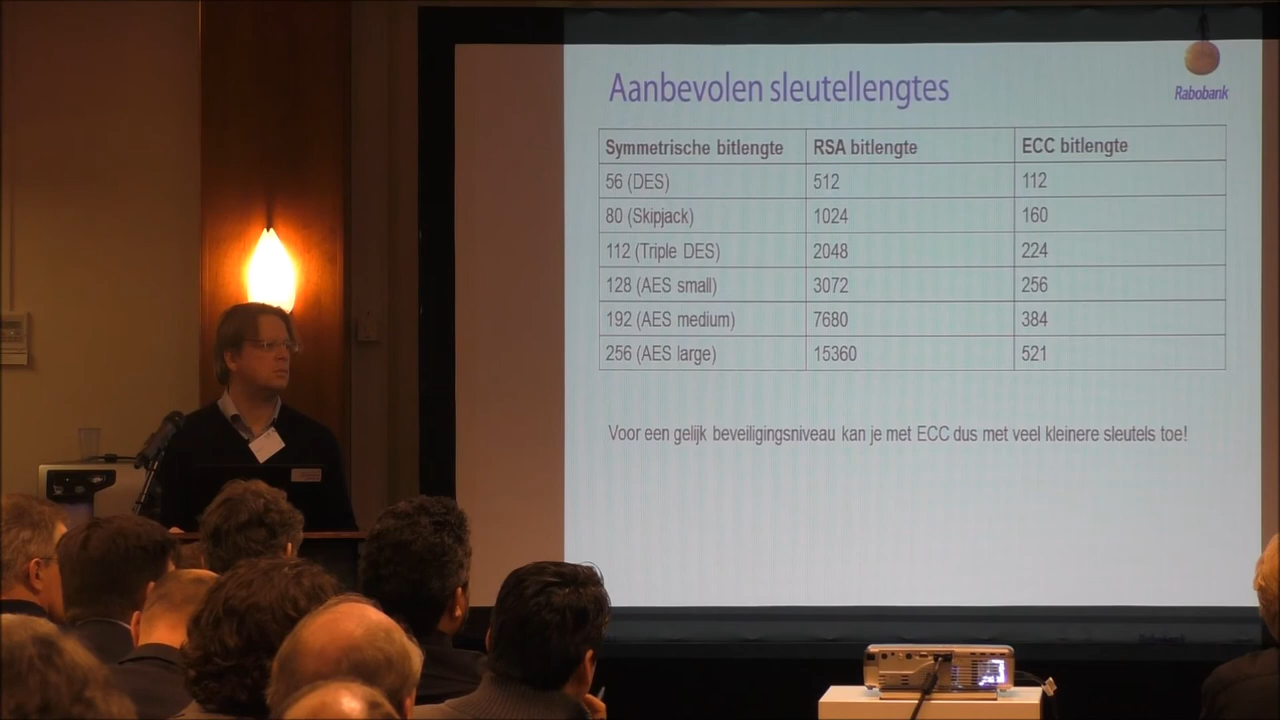 Aanbevolen sleutellengtes
Rabobank
Symmetrische bitlengte RSA bitlengte ECC bitlengte
56 (DES) 512 112
80 (Skipjack) 1024 160
112 (Triple DES) 2048 224
128 (AES small) 3072 256
192 (AES medium) 7680 384
256 (AES large) 15360 521
Voor een gelijk beveiligingsniveau kan je met ECC dus met veel kleinere sleutels toe!